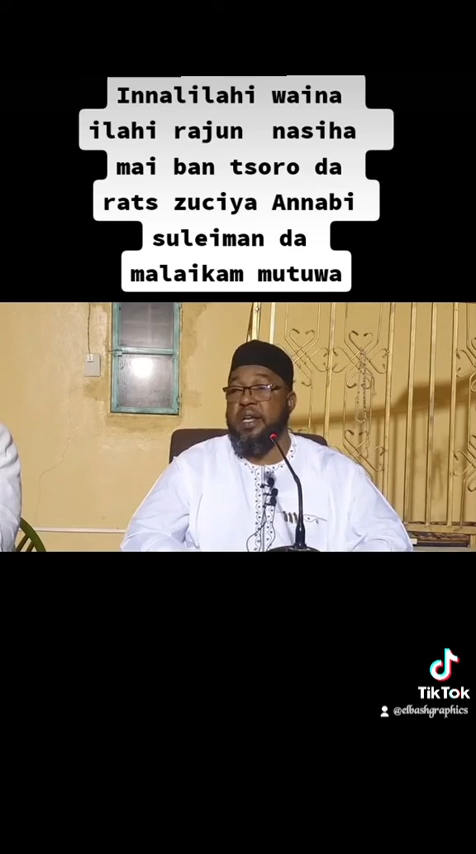 Innalilahi waina
ilahi rajun nasiha
mai ban tsoro da
rats zuciya Annabi
suleiman da
malaikam mutuwa
TikTok
@elbashgraphics